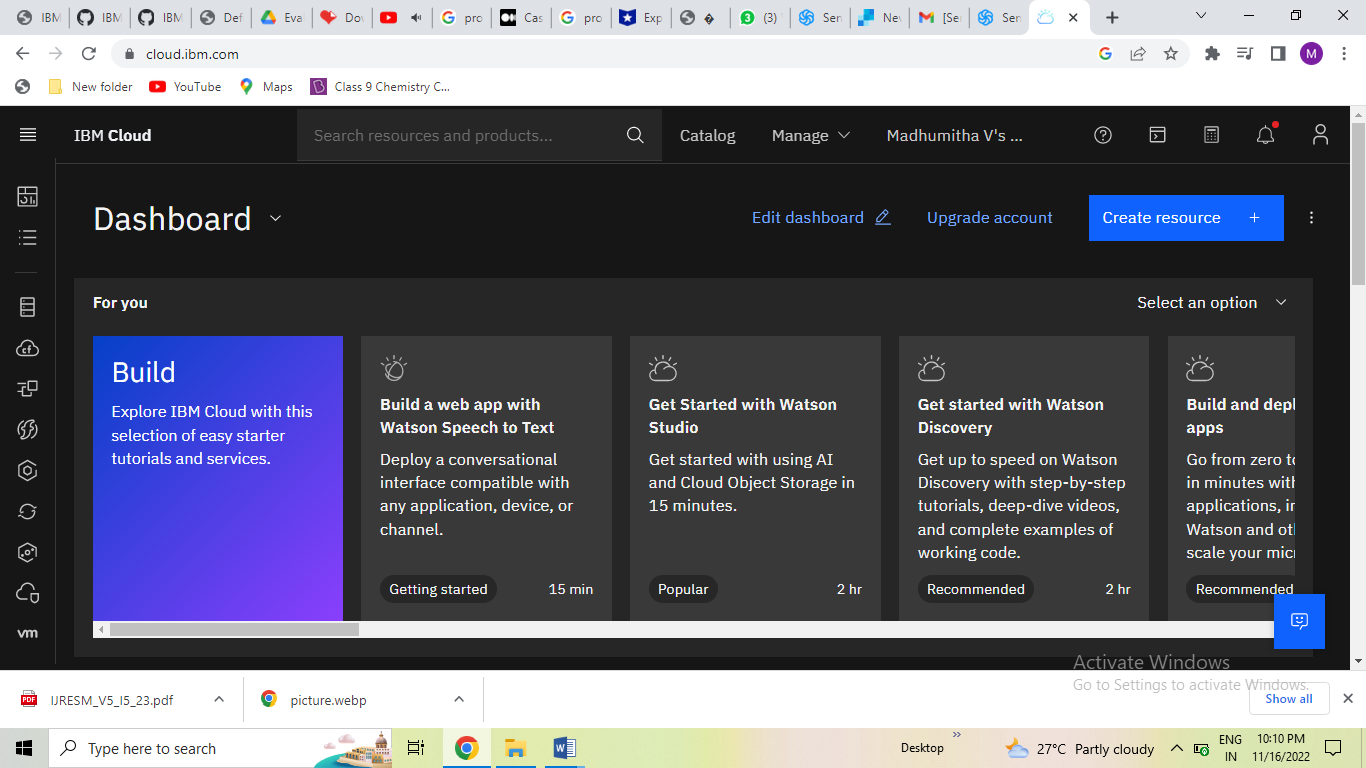 IBM
IBM
IBM
Def
Eva
Dov
pro
Cas
pro
Exp
(3)
Sen
Nev
[Se
Sen
cloud.ibm.com
M
New folder
YouTube
Maps
Class 9 Chemistry C...
IBM Cloud
Search resources and products...
Catalog
Manage
Madhumitha V's ...
Dashboard
Edit dashboard
Upgrade account
Create resource +
For you
Select an option
Build
Explore IBM Cloud with this
selection of easy starter
tutorials and services.
Build a web app with
Watson Speech to Text
Deploy a conversational
interface compatible with
any application, device, or
channel.
Getting started
15 min
Get Started with Watson
Studio
Get started with using AI
and Cloud Object Storage in
15 minutes.
Popular
2 hr
Get started with Watson
Discovery
Get up to speed on Watson
Discovery with step-by-step
tutorials, deep-dive videos,
and complete examples of
working code.
Recommended
2 hr
Build and depl
apps
Go from zero to
in minutes with
applications, in
Watson and oth
scale your micr
Recommended
cf
vm
Activate Windows
Go to Settings to activate Windows.
PDF
IJRESM_V5_I5_23.pdf
picture.webp
Show all
Type here to search
W
Desktop
27°C Partly cloudy
ENG
IN
10:10 PM
11/16/2022